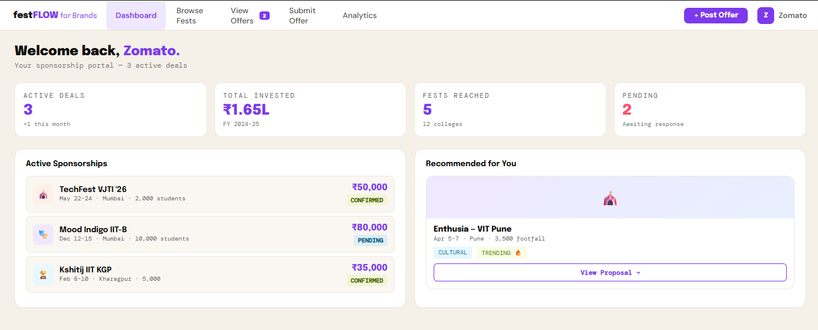 festFLOW for Brands
Dashboard
Browse
Fests
View
Offers
2
Submit
Offer
Analytics
+ Post Offer
Z
Zomato
Welcome back, Zomato.
Your sponsorship portal — 3 active deals
ACTIVE DEALS
3
+1 this month
TOTAL INVESTED
₹1.65L
FY 2024-25
FESTS REACHED
5
12 colleges
PENDING
2
Awaiting response
Active Sponsorships
TechFest VJTI '26
May 22-24 · Mumbai · 2,000 students
₹50,000
CONFIRMED
Mood Indigo IIT-B
Dec 12-15 · Mumbai · 10,000 students
₹80,000
PENDING
Kshitij IIT KGP
Feb 8-10 · Kharagpur · 5,000
₹35,000
CONFIRMED
Recommended for You
Enthusia – VIT Pune
Apr 5-7 · Pune · 3,500 footfall
CULTURAL
TRENDING 🔥
View Proposal →